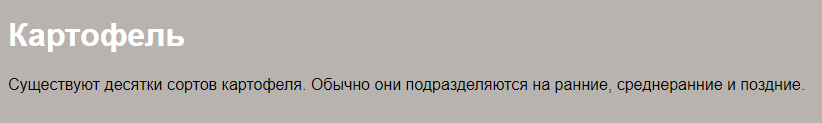 Картофель
Существуют десятки сортов картофеля. Обычно они подразделяются на ранние, среднеранние и поздние.